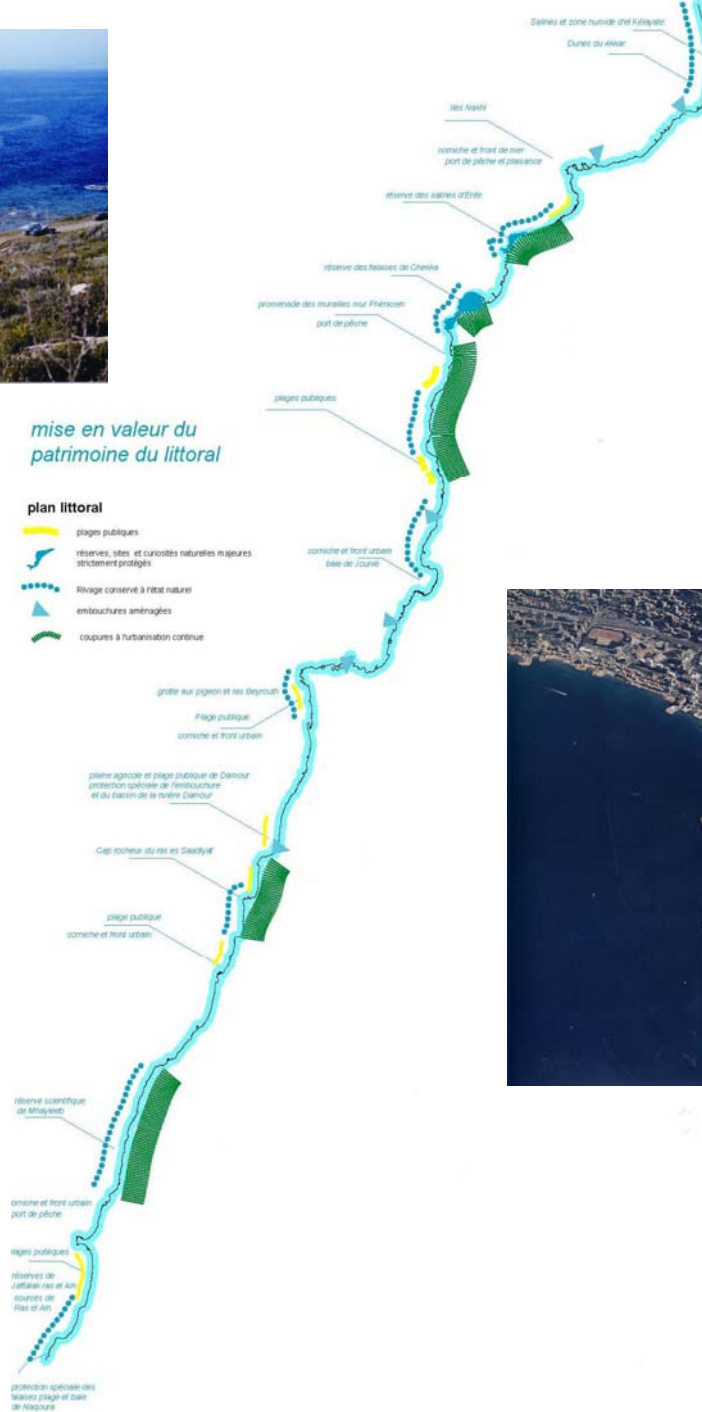 Salines et zone humide d'el Kéleyate
Dunes du Akkar
îles Nakhl
corniche et front de mer
port de pêche et plaisance
réserve des salines d'Enfé
réserve des falaises de Chekka
promenade des murailles mur Phénicien
port de pêche
plages publiques
mise en valeur du
patrimoine du littoral
plan littoral
plages publiques
réserves, sites et curiosités naturelles majeures
strictement protégés
Rivage conservé à l'état naturel
embouchures aménagées
coupures à l'urbanisation continue
corniche et front urbain
baie de Jounié
grotte aux pigeon et ras Beyrouth
Plage publique
corniche et front urbain
plaine agricole et plage publique de Damour
protection spéciale de l'embouchure
et du bassin de la rivière Damour
Cap rocheux du ras es Saadiyat
plage publique
corniche et front urbain
réserve scientifique
de Mhayleeb
corniche et front urbain
port de pêche
plages publiques
réserves de
Jaffalak ras el Ain
sources de
Ras el Ain
protection spéciale des
falaises plage et baie
de Naqoura